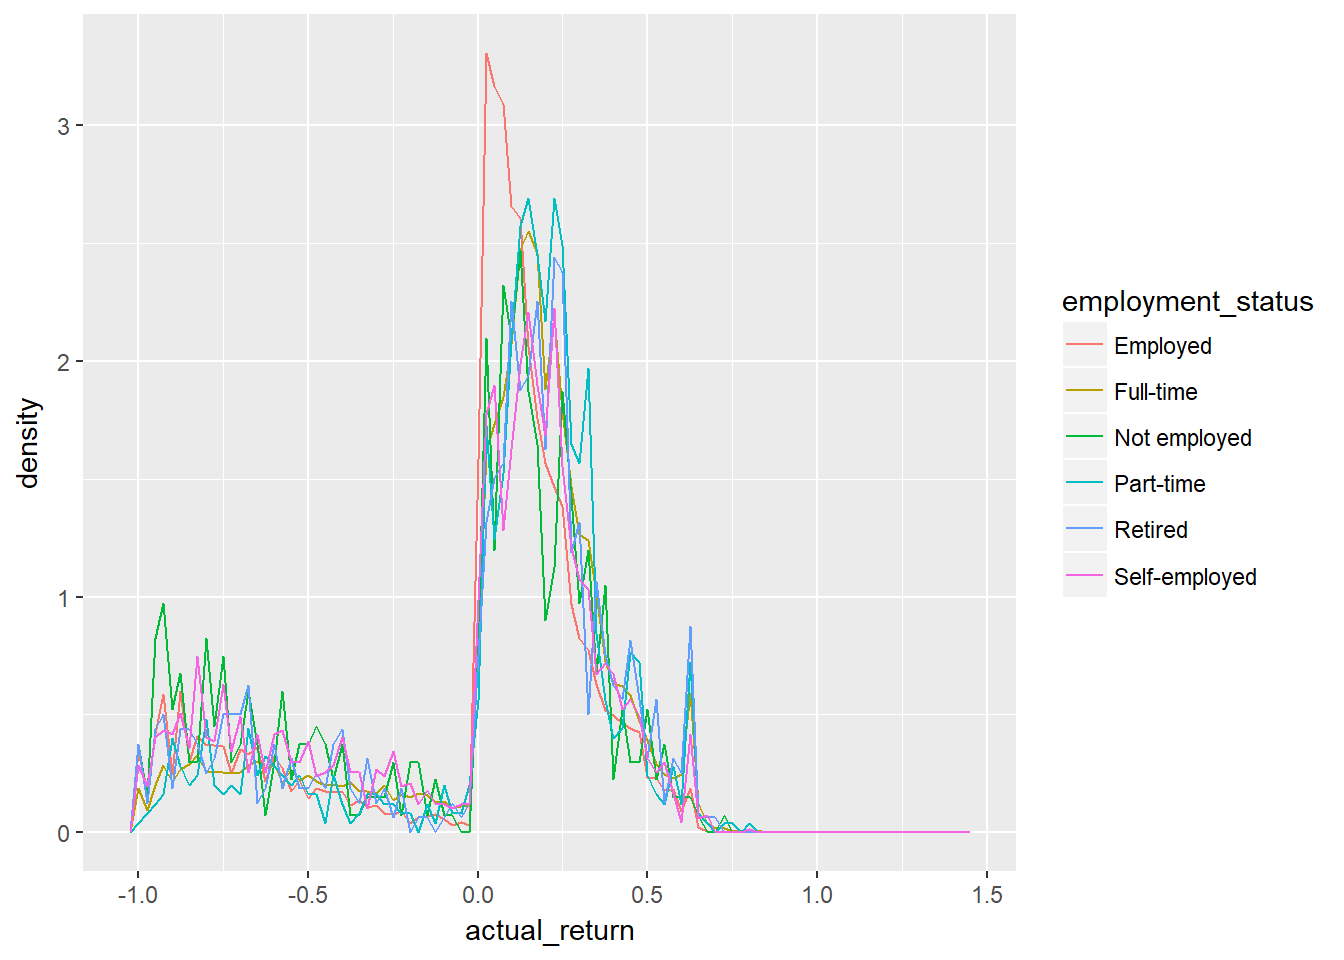 density
3
2
1
0
-1.0 -0.5 0.0 0.5 1.0 1.5
actual_return
employment_status
Employed
Full-time
Not employed
Part-time
Retired
Self-employed